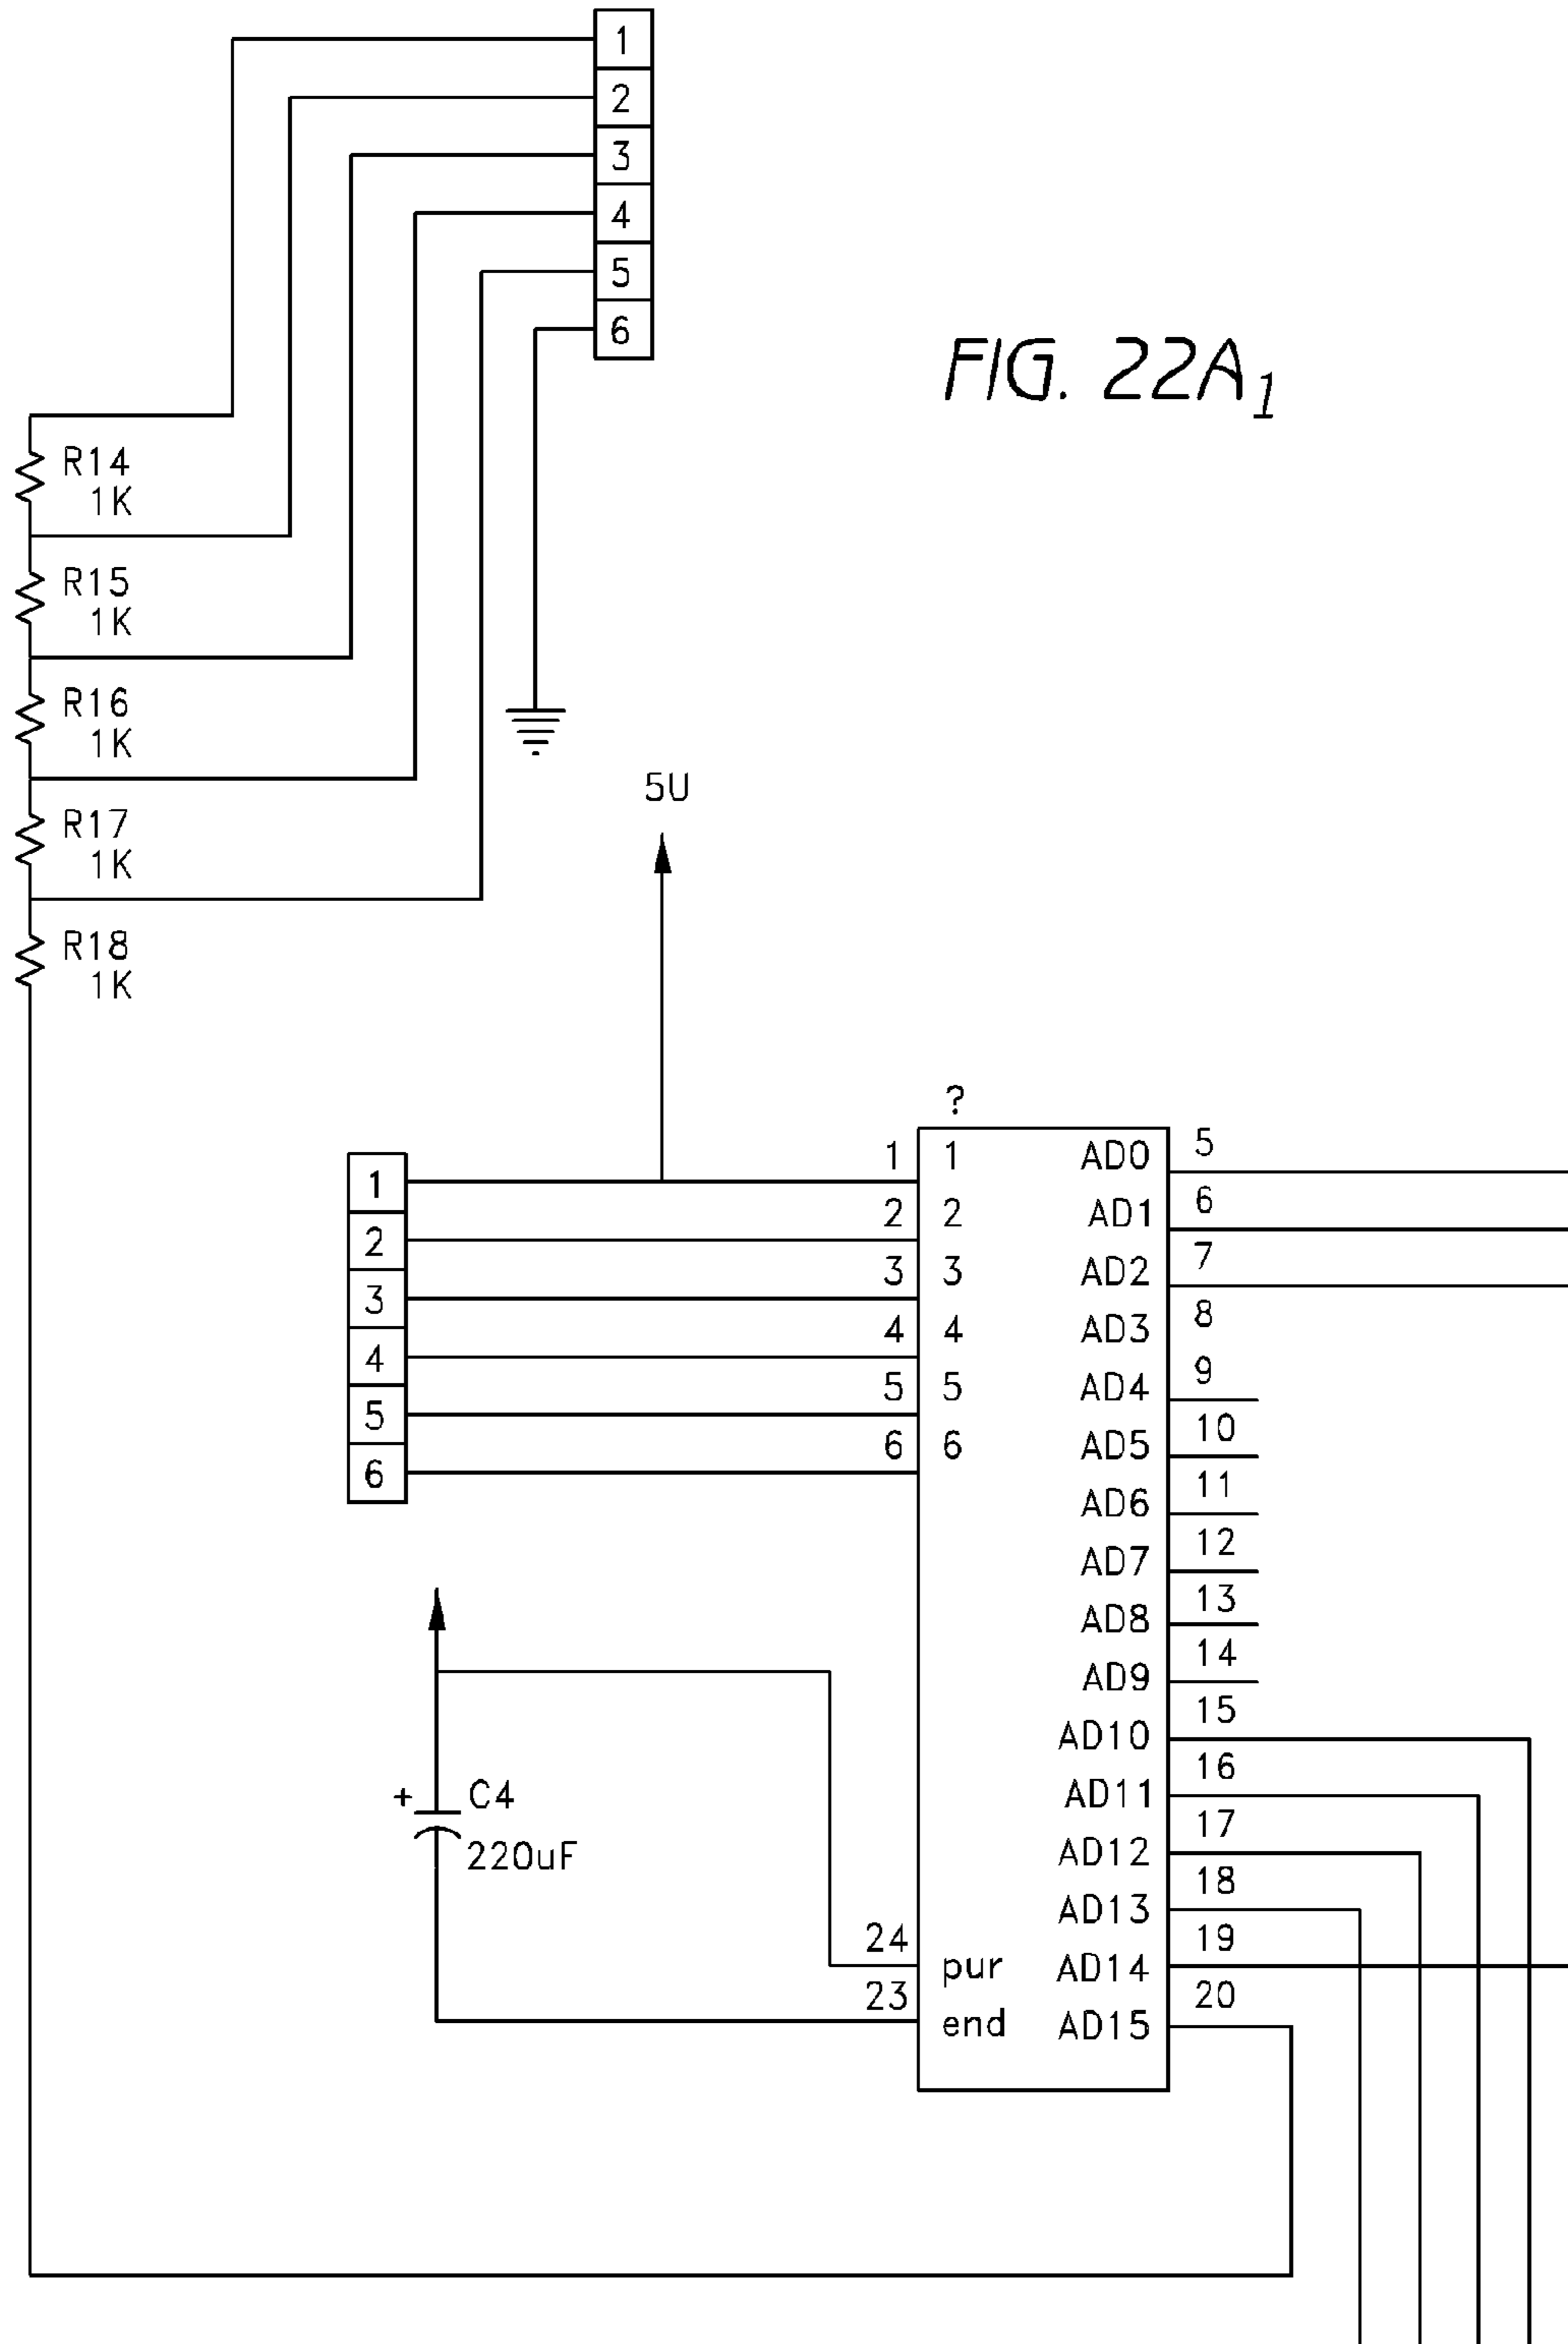 1
2
3
4
5
6
FIG. 22A1
R14
1K
R15
1K
R16
1K
R17
1K
R18
1K
5U
?
1
2
3
4
5
6
1 1 AD0 5
2 2 AD1 6
3 3 AD2 7
4 4 AD3 8
5 5 AD4 9
6 6 AD5 10
AD6 11
AD7 12
AD8 13
AD9 14
AD10 15
AD11 16
AD12 17
AD13 18
24 pur AD14 19
23 end AD15 20
+ C4
220uF